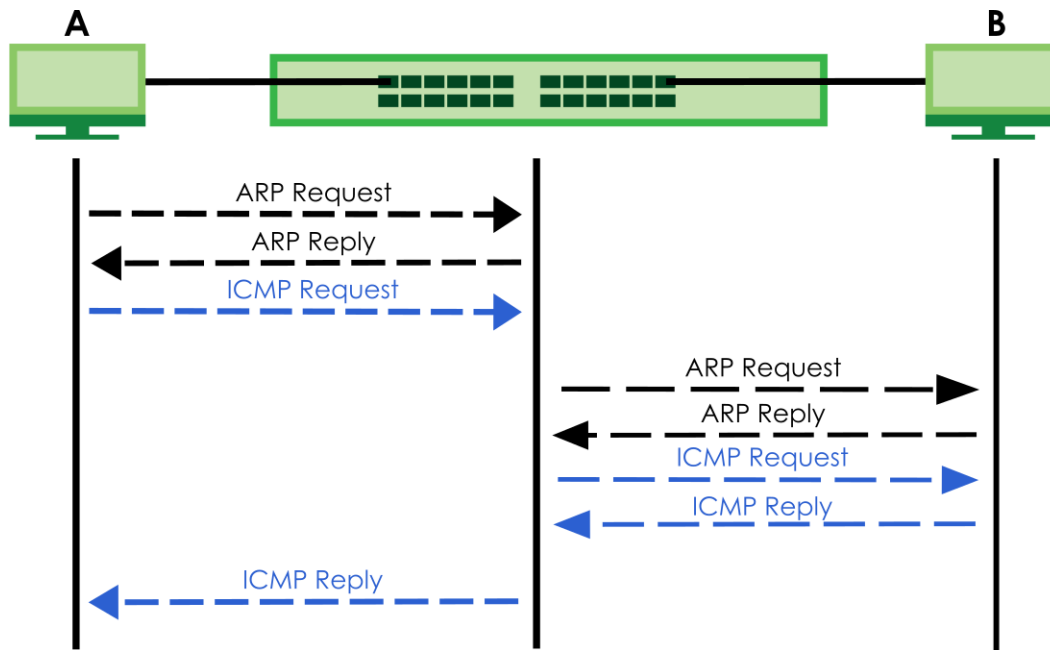 A
B
ARP Request
ARP Reply
ICMP Request
ARP Request
ARP Reply
ICMP Request
ICMP Reply
ICMP Reply